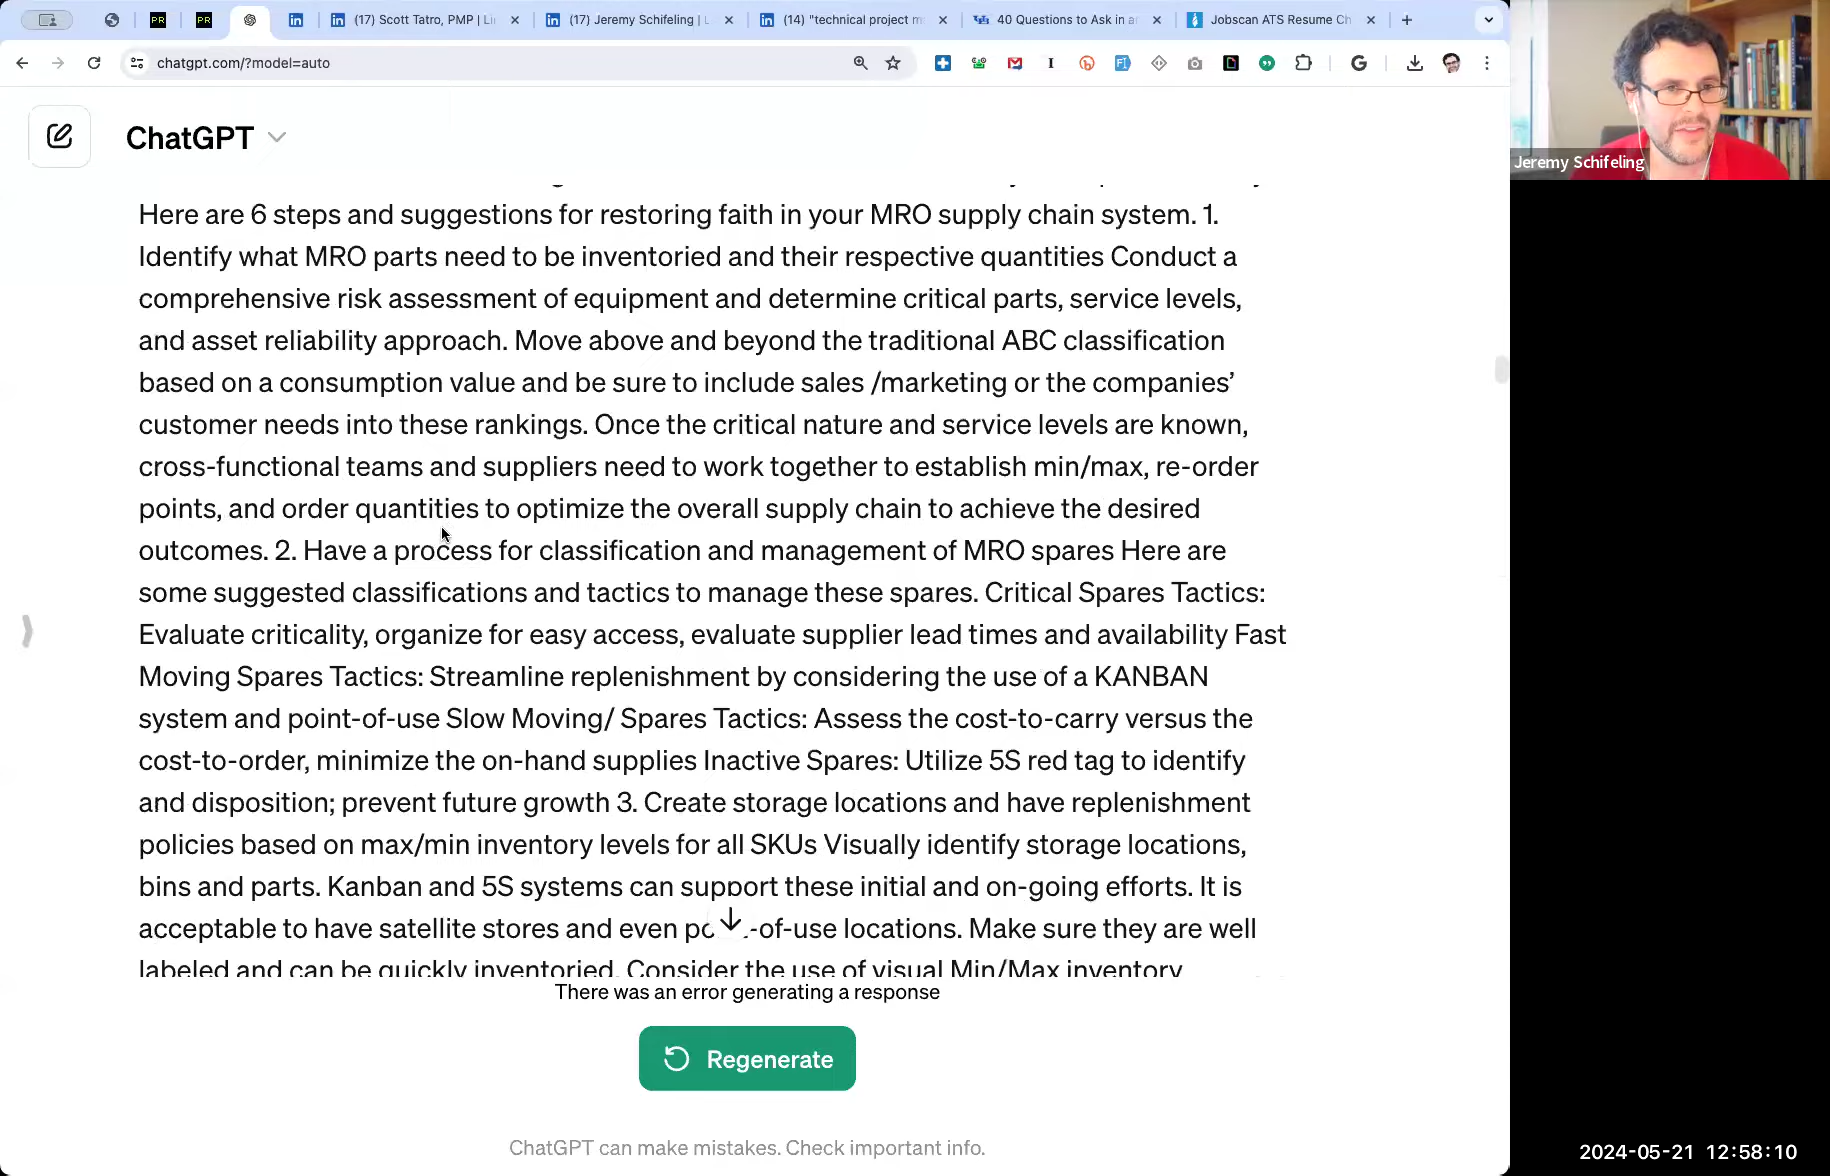 (17) Scott Tatro, PMP | Li
(17) Jeremy Schifeling | L
(14) "technical project m
40 Questions to Ask in a
Jobscan ATS Resume Ch
chatgpt.com/?model=auto
Jeremy Schifeling
ChatGPT
Here are 6 steps and suggestions for restoring faith in your MRO supply chain system. 1.
Identify what MRO parts need to be inventoried and their respective quantities Conduct a
comprehensive risk assessment of equipment and determine critical parts, service levels,
and asset reliability approach. Move above and beyond the traditional ABC classification
based on a consumption value and be sure to include sales /marketing or the companies’
customer needs into these rankings. Once the critical nature and service levels are known,
cross-functional teams and suppliers need to work together to establish min/max, re-order
points, and order quantities to optimize the overall supply chain to achieve the desired
outcomes. 2. Have a process for classification and management of MRO spares Here are
some suggested classifications and tactics to manage these spares. Critical Spares Tactics:
Evaluate criticality, organize for easy access, evaluate supplier lead times and availability Fast
Moving Spares Tactics: Streamline replenishment by considering the use of a KANBAN
system and point-of-use Slow Moving/ Spares Tactics: Assess the cost-to-carry versus the
cost-to-order, minimize the on-hand supplies Inactive Spares: Utilize 5S red tag to identify
and disposition; prevent future growth 3. Create storage locations and have replenishment
policies based on max/min inventory levels for all SKUs Visually identify storage locations,
bins and parts. Kanban and 5S systems can support these initial and on-going efforts. It is
acceptable to have satellite stores and even po -of-use locations. Make sure they are well
labeled and can be quickly inventoried. Consider the use of visual Min/Max inventory
There was an error generating a response
Regenerate
ChatGPT can make mistakes. Check important info.
2024-05-21 12:58:10